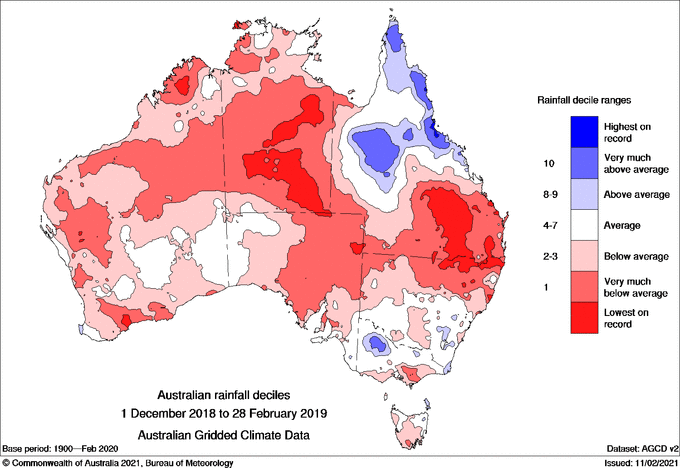 Rainfall decile ranges
Highest on
record
10
Very much
above average
8-9
Above average
4-7
Average
2-3
Below average
1
Very much
below average
Lowest on
record
Australian rainfall deciles
1 December 2018 to 28 February 2019
Australian Gridded Climate Data
Base period: 1900—Feb 2020
Dataset: AGCD v2
© Commonwealth of Australia 2021, Bureau of Meteorology
Issued: 11/02/2021